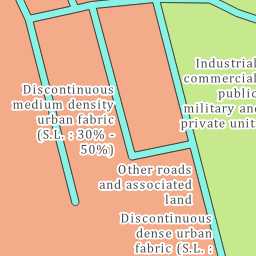 Discontinuous
medium density
urban fabric
(S.L. : 30% -
50%)
Industrial
commercial
public
military and
private unit
Other roads
and associated
land
Discontinuous
dense urban
fabric (S.L. :